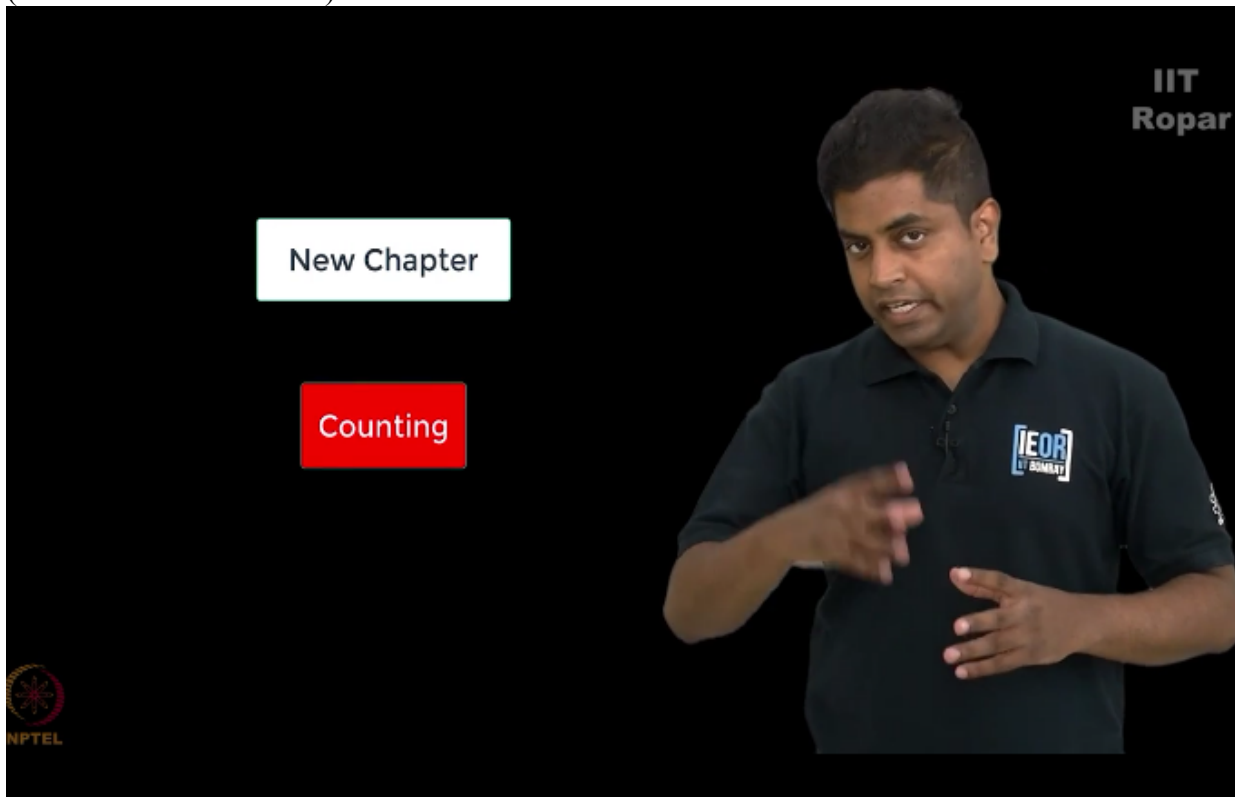 IIT
Ropar
New Chapter
Counting
[IEOR
IIT BOMBAY]
NPTEL